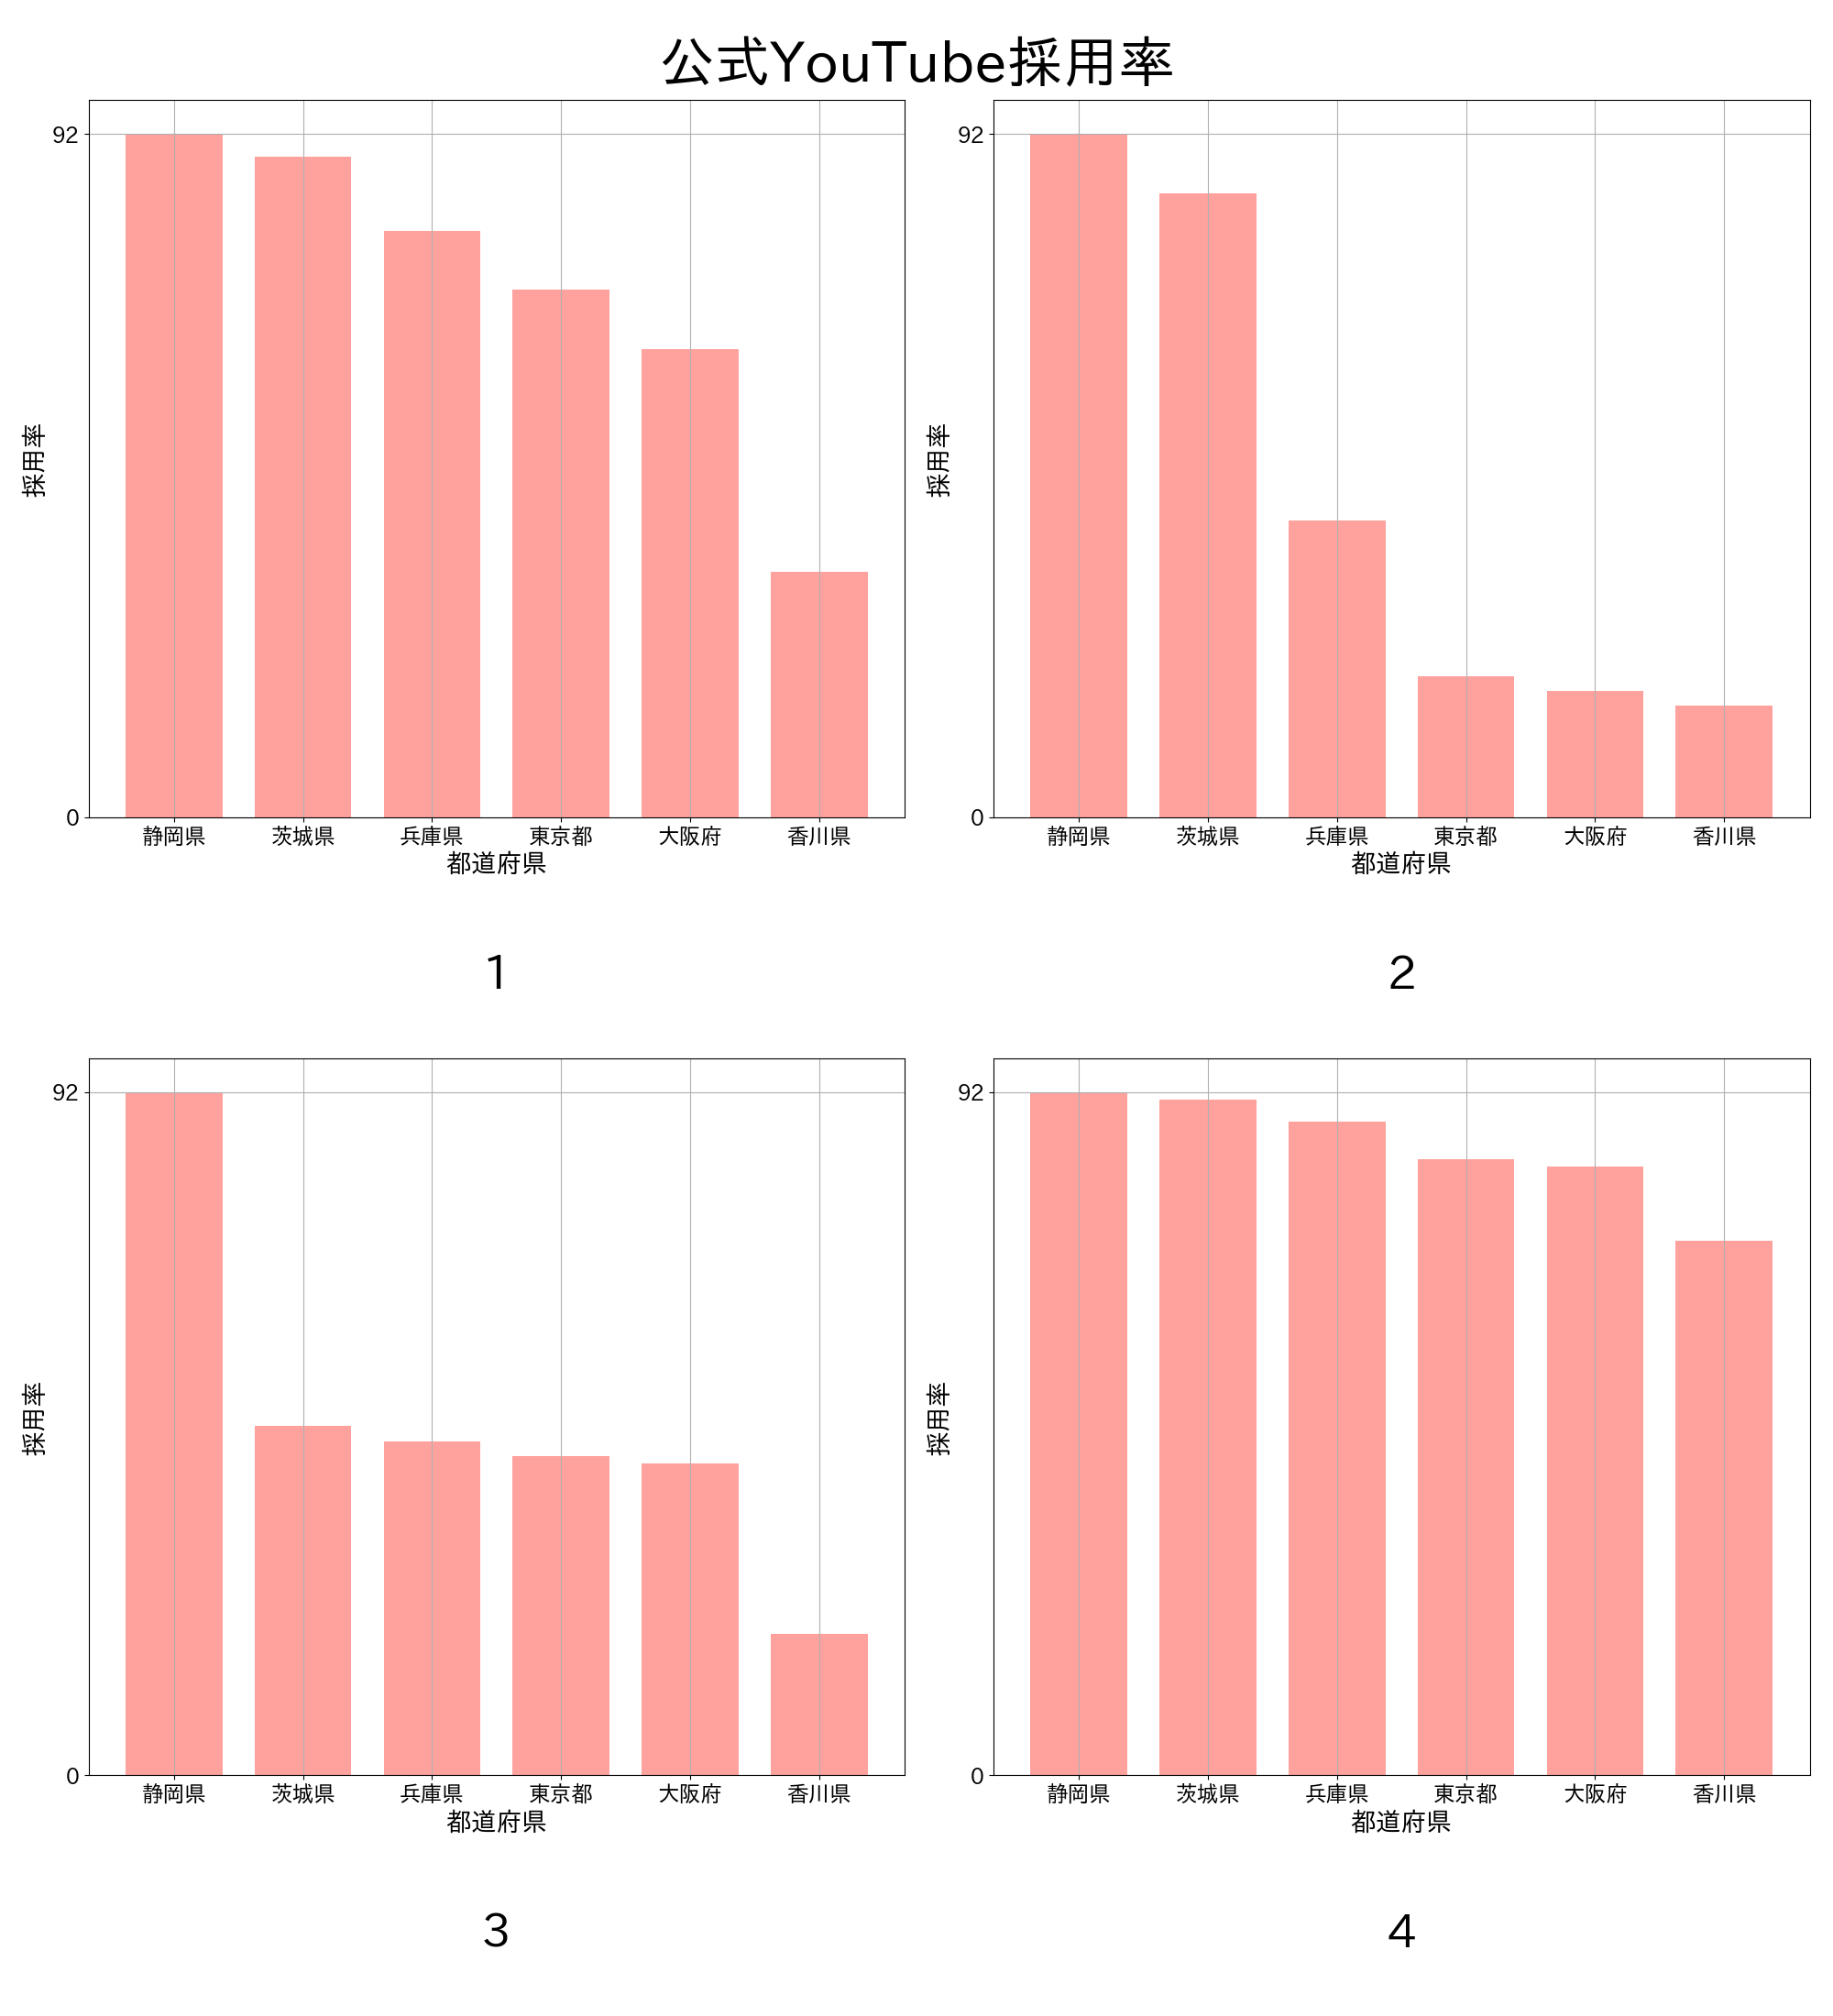 公式YouTube採用率
92
0
採用率
静岡県 茨城県 兵庫県 東京都 大阪府 香川県
都道府県
1
92
0
採用率
静岡県 茨城県 兵庫県 東京都 大阪府 香川県
都道府県
2
92
0
採用率
静岡県 茨城県 兵庫県 東京都 大阪府 香川県
都道府県
3
92
0
採用率
静岡県 茨城県 兵庫県 東京都 大阪府 香川県
都道府県
4